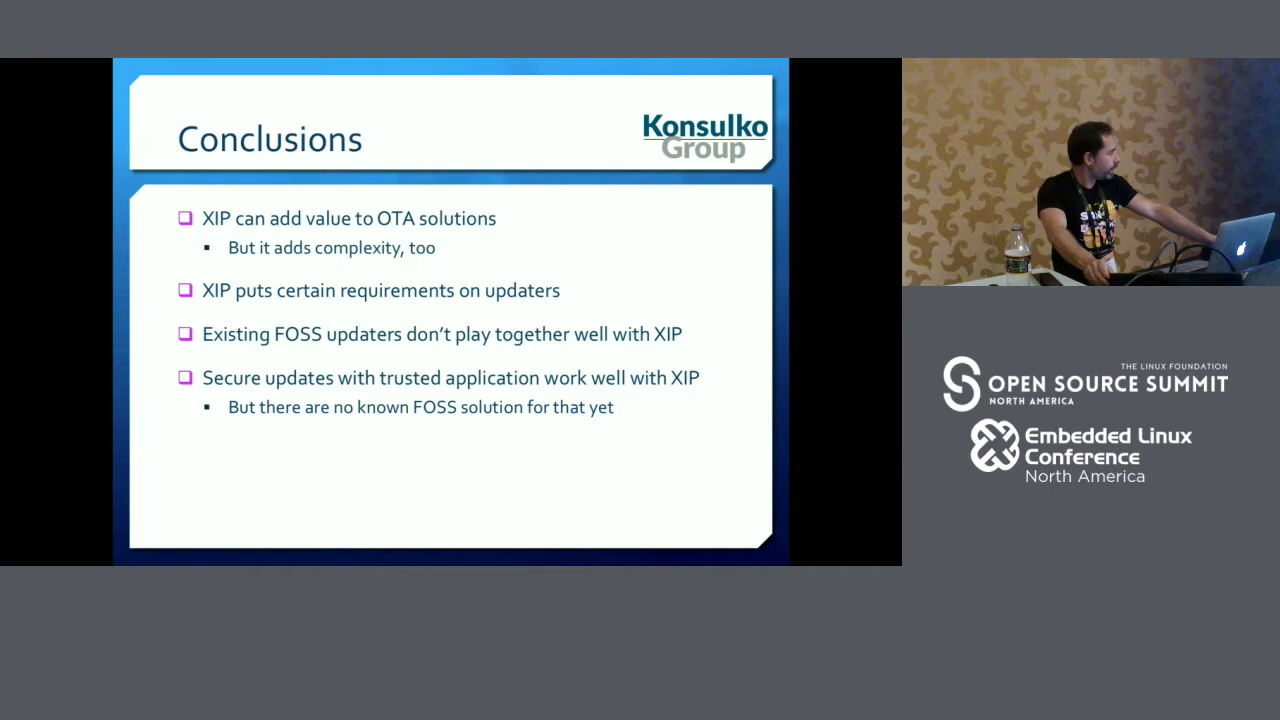 Conclusions
Konsulko
Group
XIP can add value to OTA solutions
But it adds complexity, too
XIP puts certain requirements on updaters
Existing FOSS updaters don't play together well with XIP
Secure updates with trusted application work well with XIP
But there are no known FOSS solution for that yet
THE LINUX FOUNDATION
OPEN SOURCE SUMMIT
NORTH AMERICA
Embedded Linux
Conference
North America